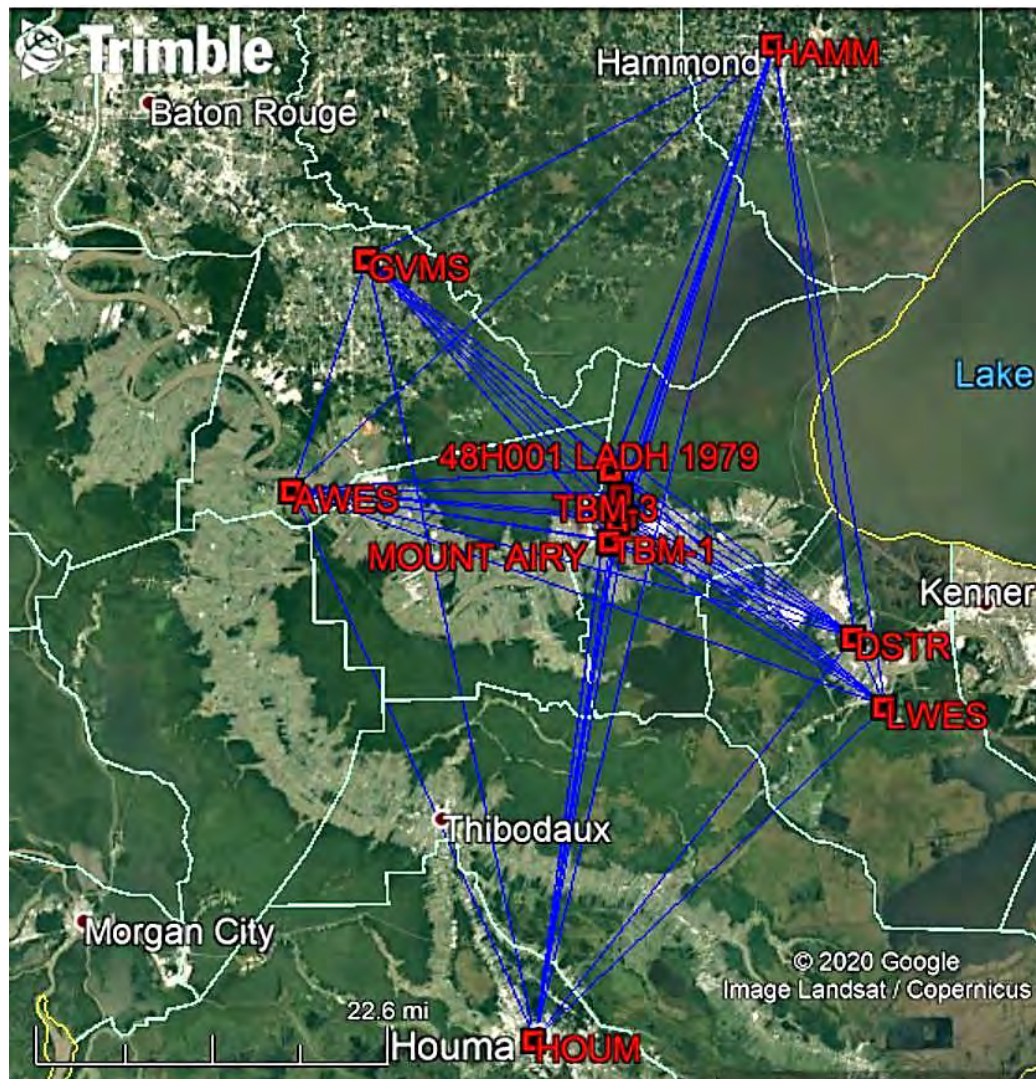 Trimble.
HAMM
Hammond
Baton Rouge
GVMS
Lake
48H001 LADH 1979
AWES
TBM-3
MOUNT AIRY
TBM-1
Kenner
DSTR
LWES
Thibodaux
Morgan City
© 2020 Google
Image Landsat / Copernicus
22.6 mi
Houma
HOUM